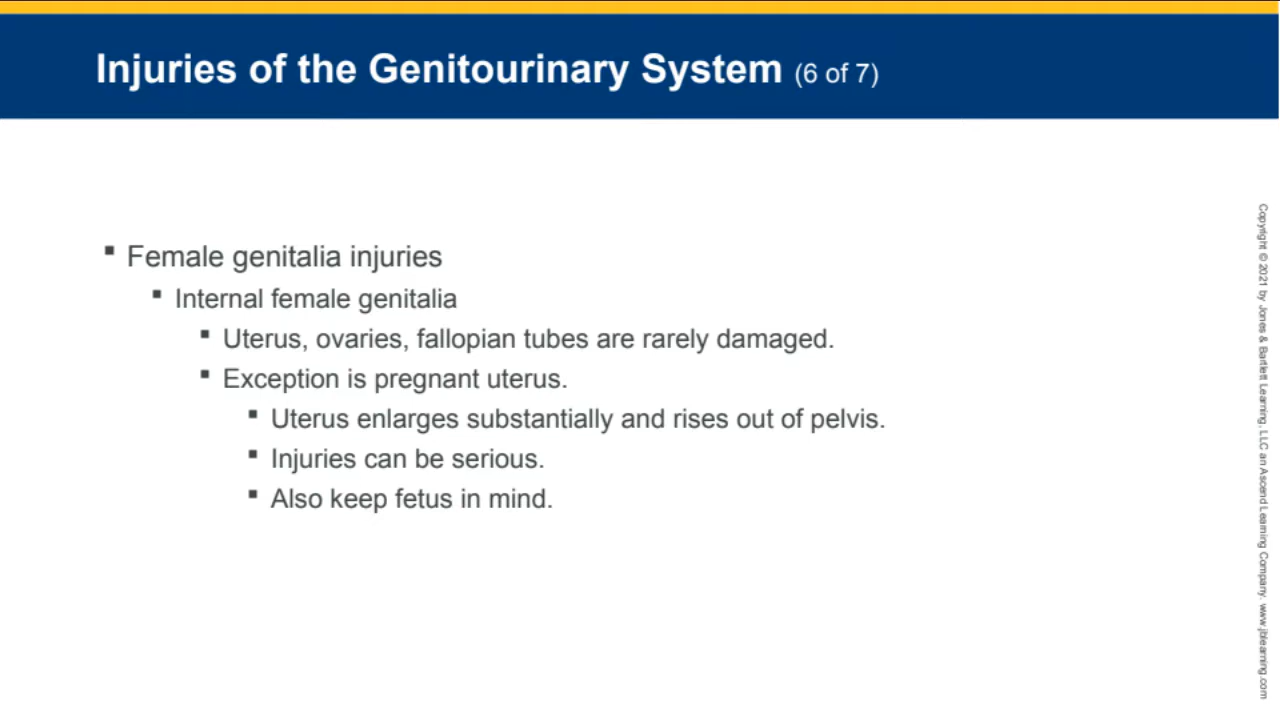 Injuries of the Genitourinary System (6 of 7)
▪ Female genitalia injuries
▪ Internal female genitalia
▪ Uterus, ovaries, fallopian tubes are rarely damaged.
▪ Exception is pregnant uterus.
▪ Uterus enlarges substantially and rises out of pelvis.
▪ Injuries can be serious.
▪ Also keep fetus in mind.
Copyright © 2021 by Jones & Bartlett Learning, LLC an Ascend Learning Company. www.jblearning.com